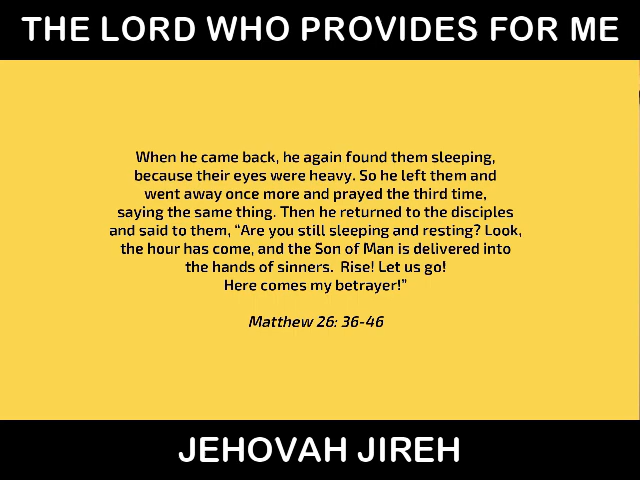 THE LORD WHO PROVIDES FOR ME
When he came back, he again found them sleeping,
because their eyes were heavy. So he left them and
went away once more and prayed the third time,
saying the same thing. Then he returned to the disciples
and said to them, “Are you still sleeping and resting? Look,
the hour has come, and the Son of Man is delivered into
the hands of sinners.  Rise! Let us go!
Here comes my betrayer!”
Matthew 26: 36-46
JEHOVAH JIREH